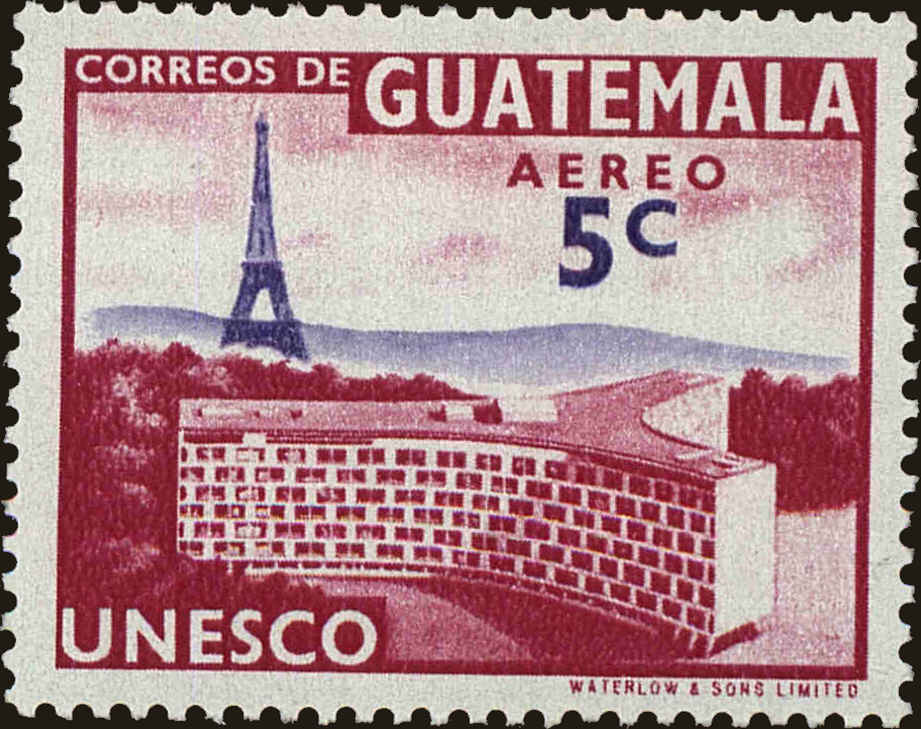 CORREOS DE GUATEMALA
AEREO
5C
UNESCO
WATERLOW & SONS LIMITED